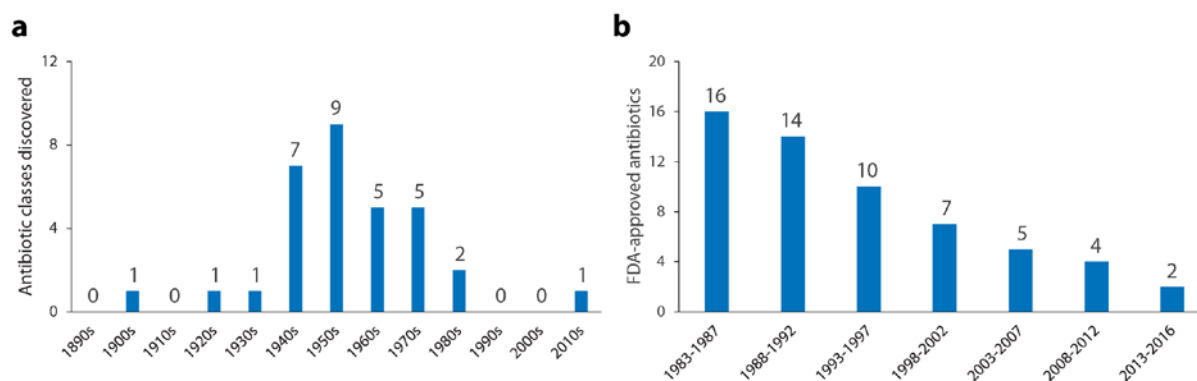 a
Antibiotic classes discovered
12
8
4
0
0
1
0
1
1
7
9
5
5
2
0
0
1
1890s
1900s
1910s
1920s
1930s
1940s
1950s
1960s
1970s
1980s
1990s
2000s
2010s
b
FDA-approved antibiotics
20
16
12
8
4
0
16
14
10
7
5
4
2
1983-1987
1988-1992
1993-1997
1998-2002
2003-2007
2008-2012
2013-2016